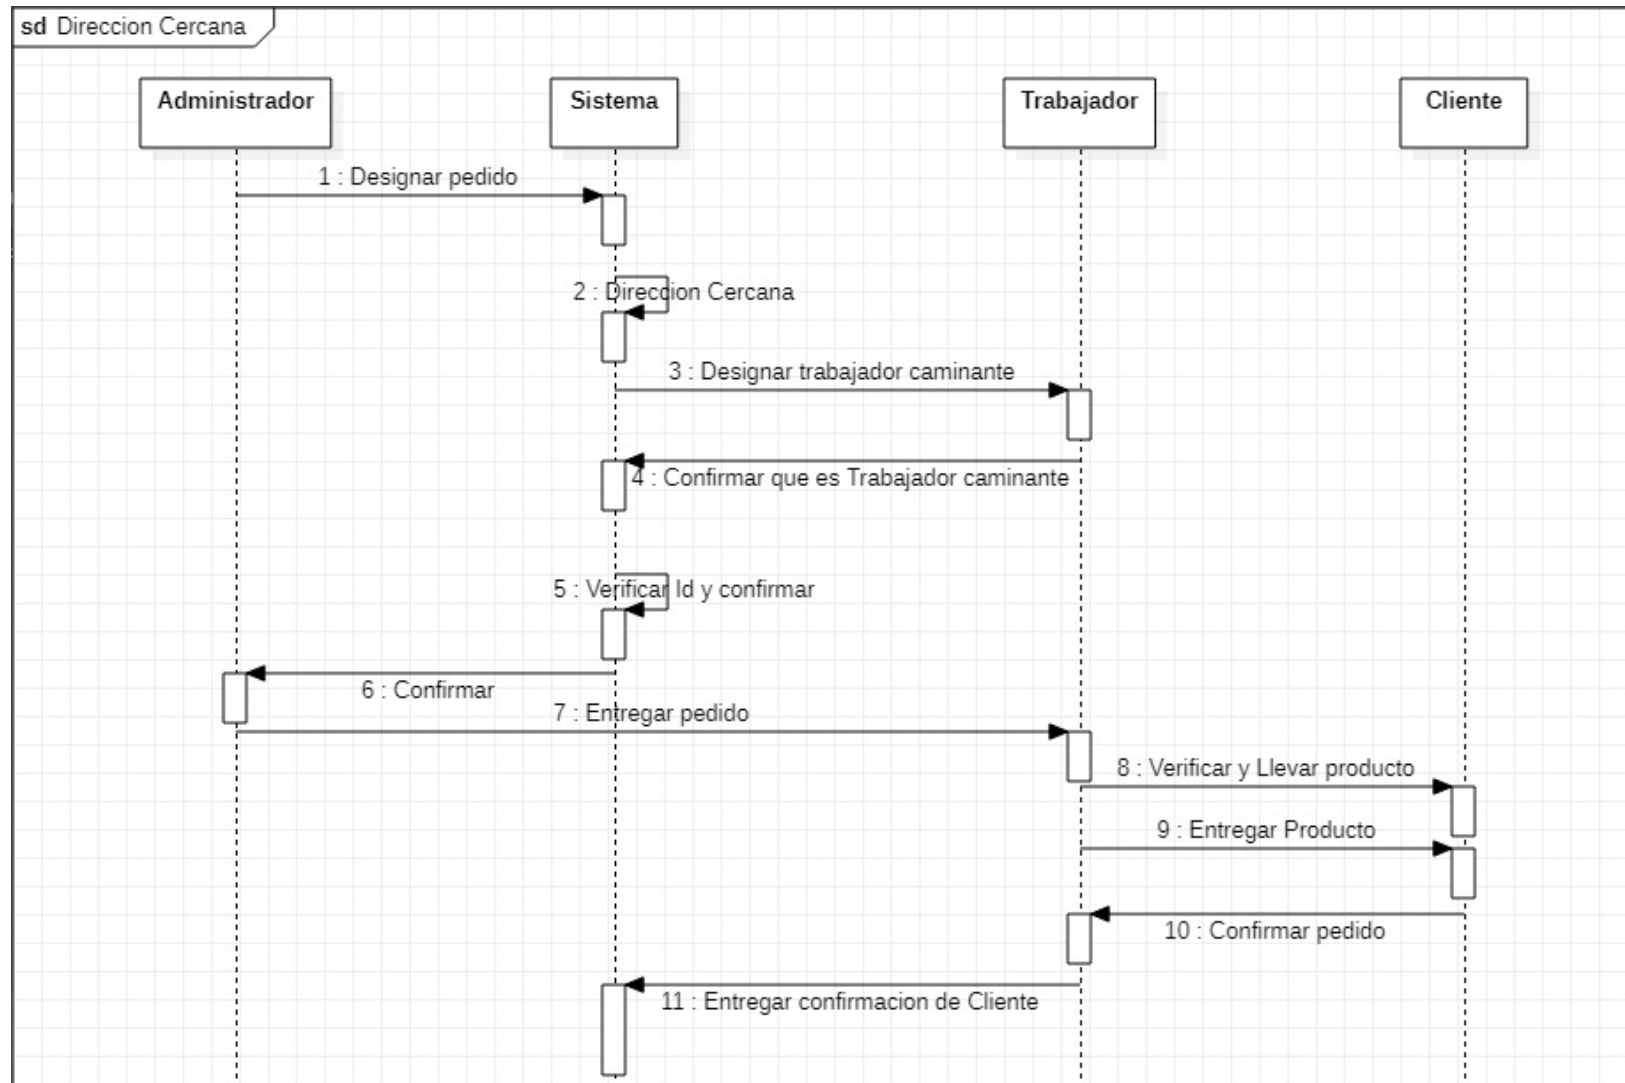 sd Direccion Cercana
Administrador
Sistema
Trabajador
Cliente
1 : Designar pedido
2 : Direccion Cercana
3 : Designar trabajador caminante
4 : Confirmar que es Trabajador caminante
5 : Verificar Id y confirmar
6 : Confirmar
7 : Entregar pedido
8 : Verificar y Llevar producto
9 : Entregar Producto
10 : Confirmar pedido
11 : Entregar confirmacion de Cliente